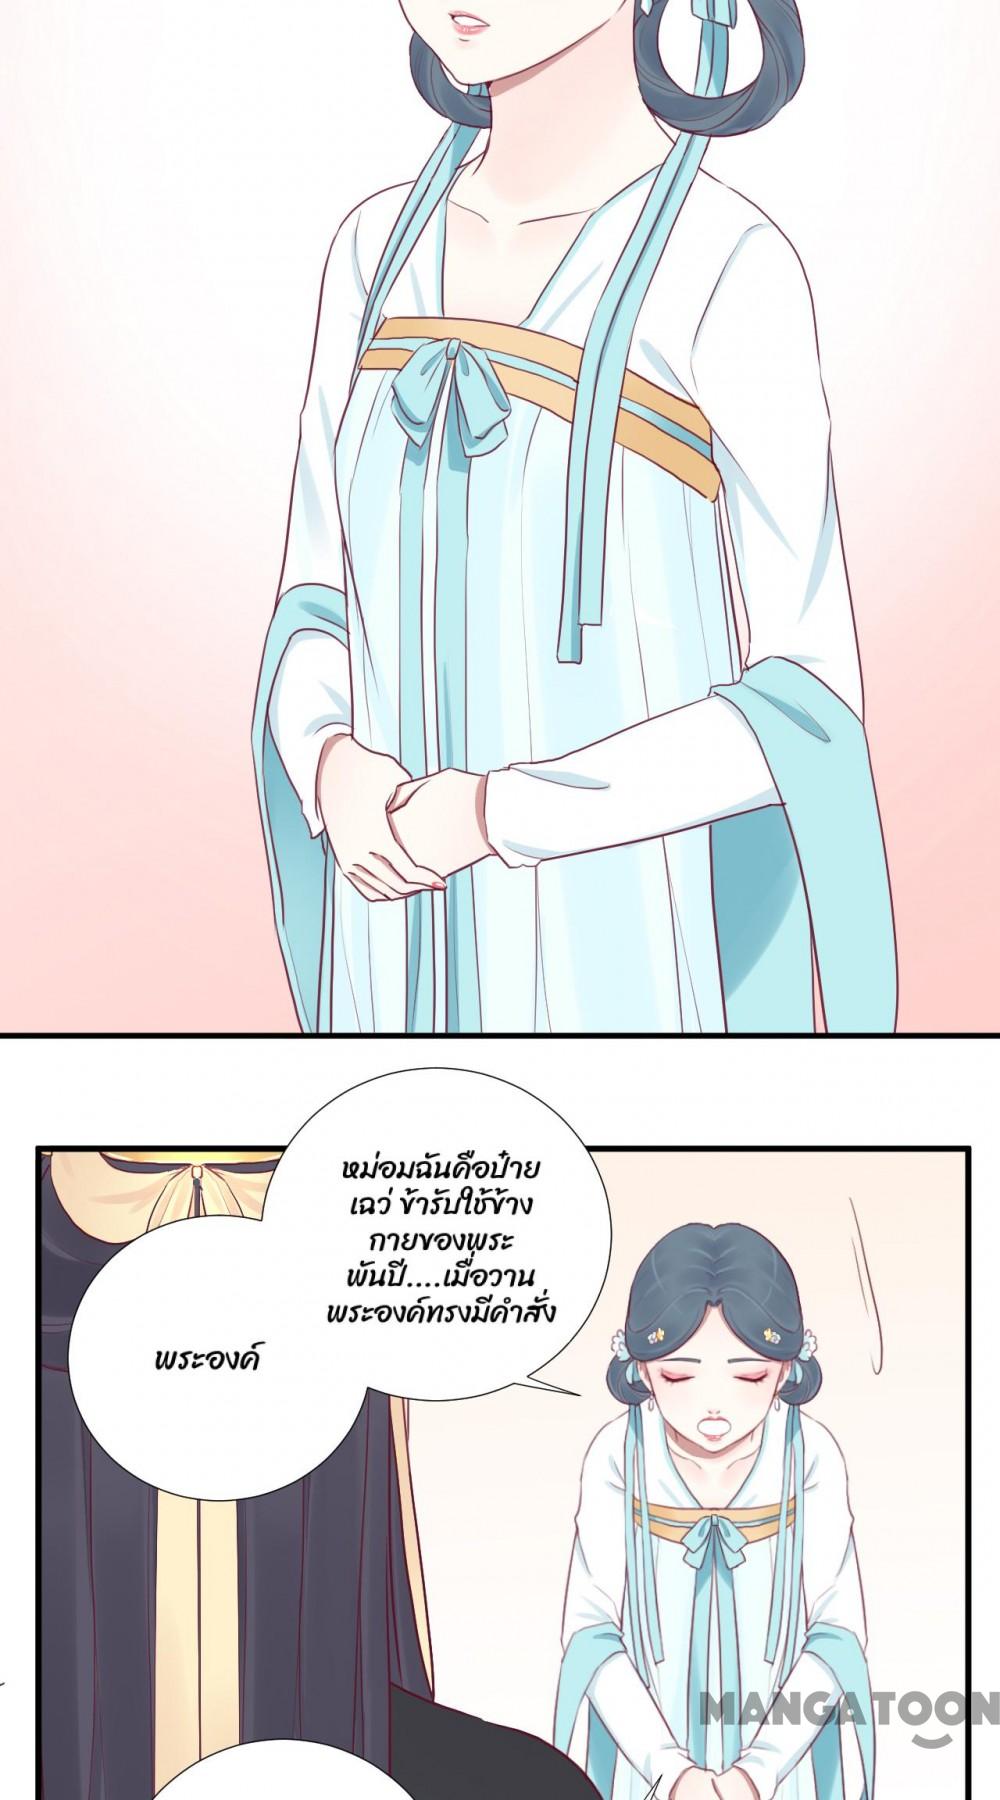 พระองค์
หม่อมฉันคือป๋าย
เฉว่ ข้ารับใช้ข้าง
กายของพระ
พันปี....เมื่อวาน
พระองค์ทรงมีคำสั่ง
MANGATOON